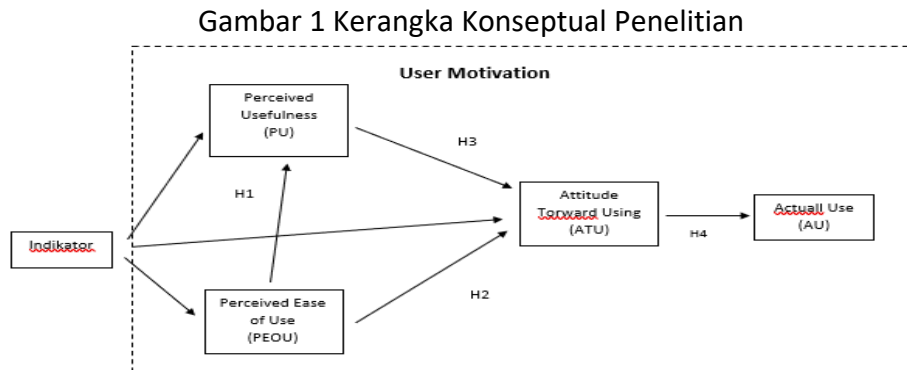 Gambar 1 Kerangka Konseptual Penelitian
User Motivation
Perceived
Usefulness
(PU)
H3
H1
Attitude
Torward Using
(ATU)
Actuall Use
(AU)
H4
Indikator
H2
Perceived Ease
of Use
(PEOU)